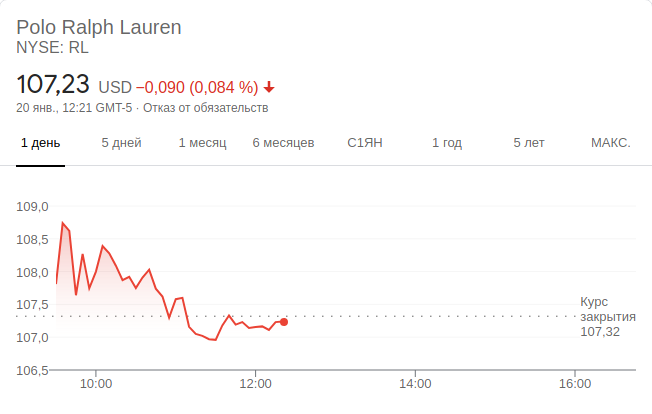 Polo Ralph Lauren
NYSE: RL
107,23 USD −0,090 (0,084 %)
20 янв., 12:21 GMT-5 · Отказ от обязательств
1 день 5 дней 1 месяц 6 месяцев С1ЯН 1 год 5 лет МАКС.
109,0
108,5
108,0
107,5
107,0
106,5
Курс
закрытия
107,32
10:00 12:00 14:00 16:00